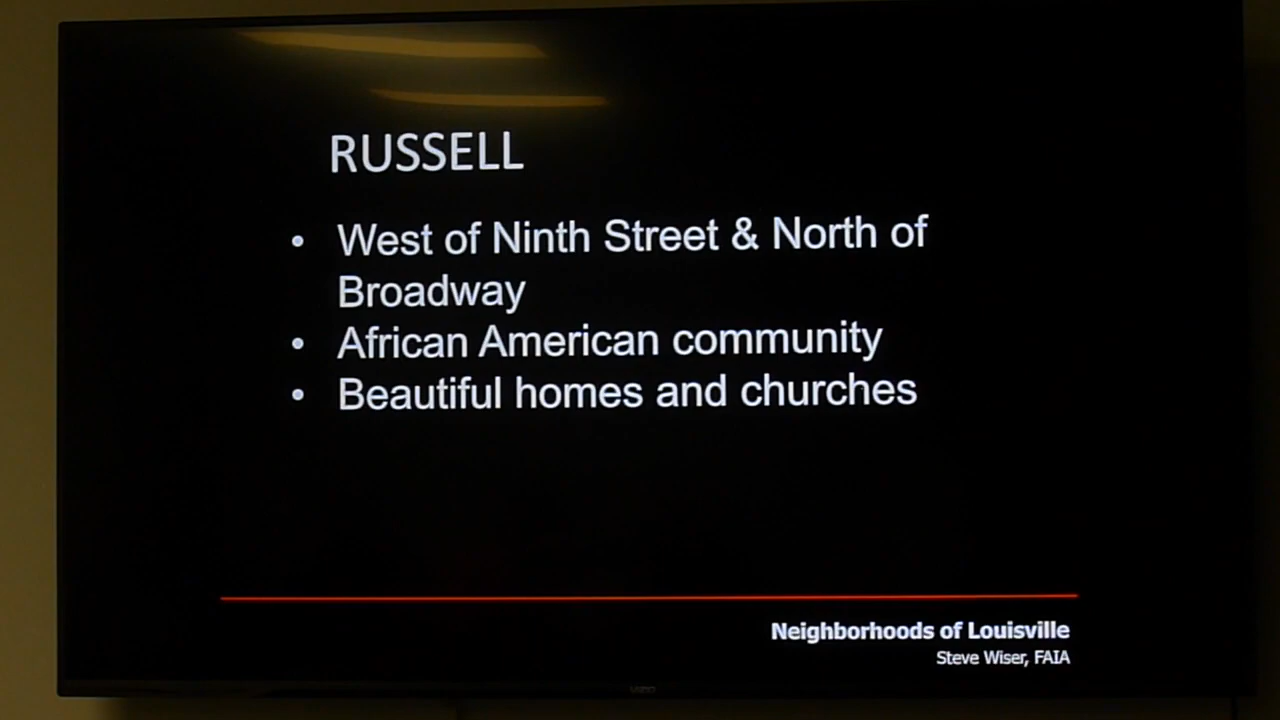 RUSSELL
• West of Ninth Street & North of
Broadway
• African American community
• Beautiful homes and churches
Neighborhoods of Louisville
Steve Wiser, FAIA
VIZIO